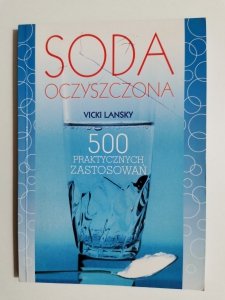 SODA
OCZYSZCZONA
VICKI LANSKY
500
PRAKTYCZNYCH
ZASTOSOWAŃ